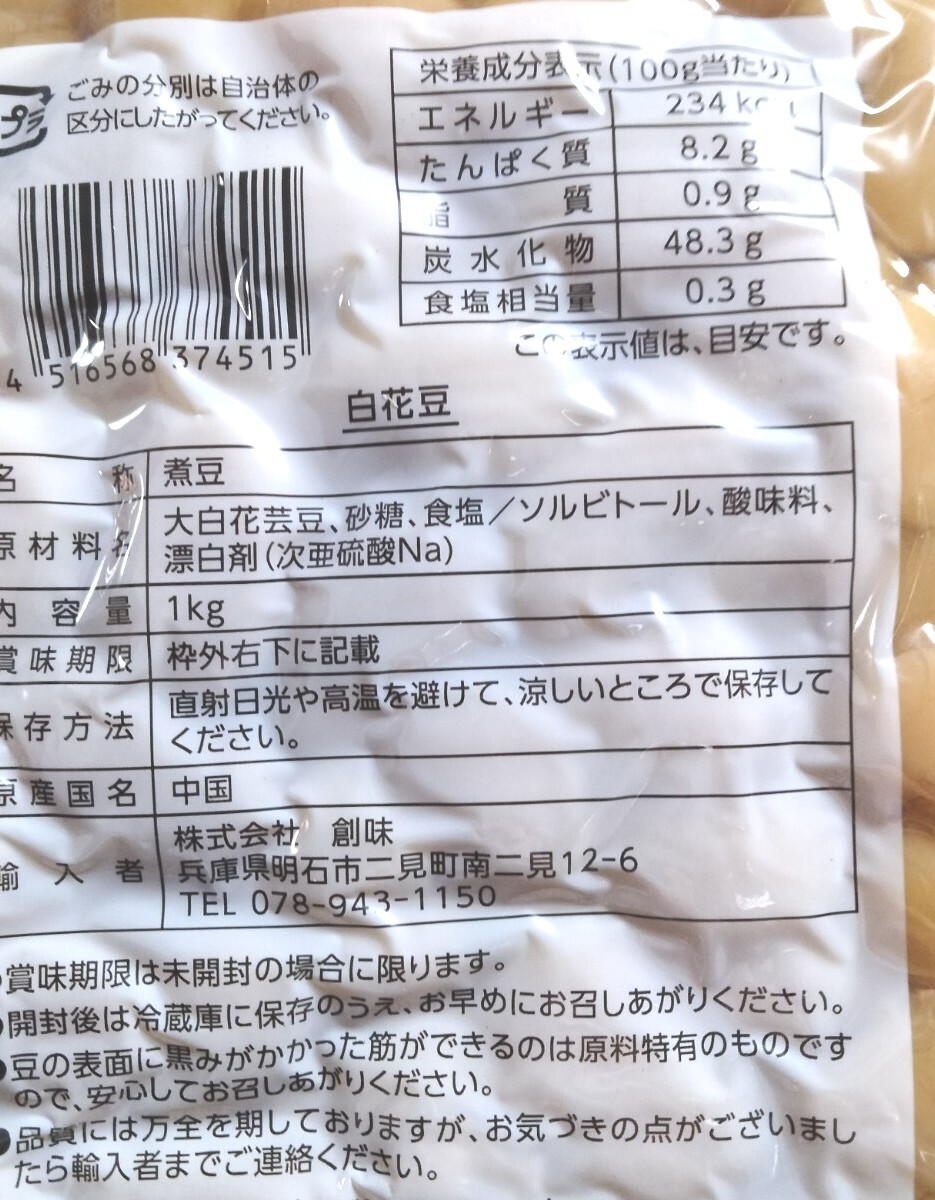 プラ
ごみの分別は自治体の
区分にしたがってください。
4 516568 374515
栄養成分表示(100g当たり)
エネルギー 234 kcal
たんぱく質 8.2 g
脂質 0.9 g
炭水化物 48.3 g
食塩相当量 0.3 g
この表示値は、目安です。
白花豆
名称 煮豆
原材料名 大白花芸豆、砂糖、食塩/ソルビトール、酸味料、
漂白剤(次亜硫酸Na)
内容量 1kg
賞味期限 枠外右下に記載
保存方法 直射日光や高温を避けて、涼しいところで保存して
ください。
原産国名 中国
輸入者 株式会社 創味
兵庫県明石市二見町南二見12-6
TEL 078-943-1150
●賞味期限は未開封の場合に限ります。
●開封後は冷蔵庫に保存のうえ、お早めにお召しあがりください。
●豆の表面に黒みがかかった筋ができるのは原料特有のものです
ので、安心してお召しあがりください。
●品質には万全を期しておりますが、お気づきの点がございまし
たら輸入者までご連絡ください。